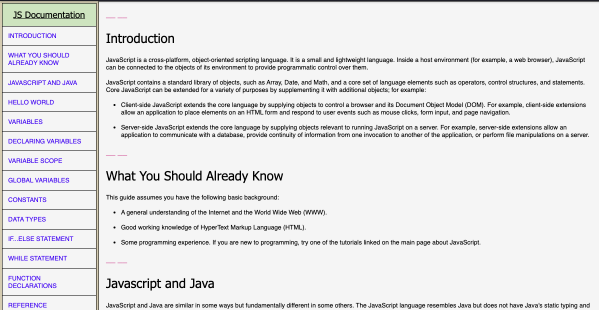 JS Documentation
INTRODUCTION
WHAT YOU SHOULD
ALREADY KNOW
JAVASCRIPT AND JAVA
HELLO WORLD
VARIABLES
DECLARING VARIABLES
VARIABLE SCOPE
GLOBAL VARIABLES
CONSTANTS
DATA TYPES
IF...ELSE STATEMENT
WHILE STATEMENT
FUNCTION
DECLARATIONS
REFERENCE
Introduction
JavaScript is a cross-platform, object-oriented scripting language. It is a small and lightweight language. Inside a host environment (for example, a web browser), JavaScript
can be connected to the objects of its environment to provide programmatic control over them.
JavaScript contains a standard library of objects, such as Array, Date, and Math, and a core set of language elements such as operators, control structures, and statements.
Core JavaScript can be extended for a variety of purposes by supplementing it with additional objects; for example:
• Client-side JavaScript extends the core language by supplying objects to control a browser and its Document Object Model (DOM). For example, client-side extensions
allow an application to place elements on an HTML form and respond to user events such as mouse clicks, form input, and page navigation.
• Server-side JavaScript extends the core language by supplying objects relevant to running JavaScript on a server. For example, server-side extensions allow an
application to communicate with a database, provide continuity of information from one invocation to another of the application, or perform file manipulations on a server.
What You Should Already Know
This guide assumes you have the following basic background:
• A general understanding of the Internet and the World Wide Web (WWW).
• Good working knowledge of HyperText Markup Language (HTML).
• Some programming experience. If you are new to programming, try one of the tutorials linked on the main page about JavaScript.
Javascript and Java
JavaScript and Java are similar in some ways but fundamentally different in some others. The JavaScript language resembles Java but does not have Java's static typing and